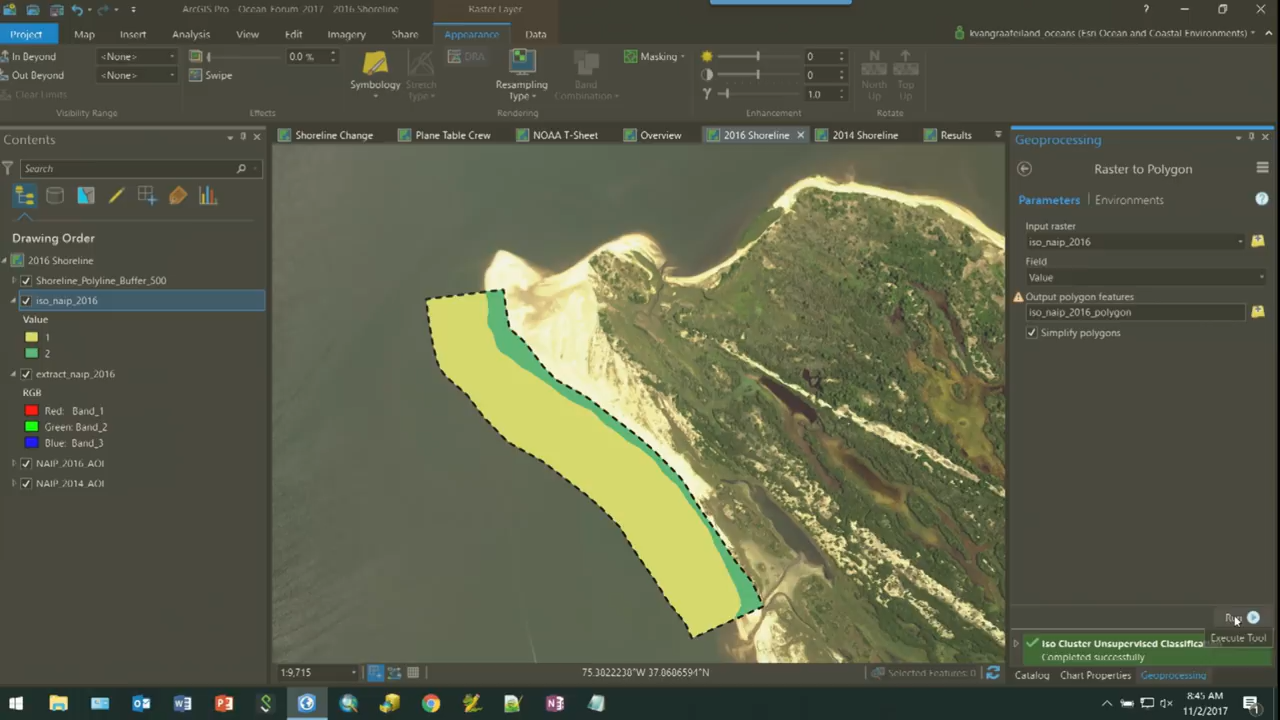 ArcGIS Pro - Ocean Forum 2017 - 2016 Shoreline
Raster Layer
?
Project
Map
Insert
Analysis
View
Edit
Imagery
Share
Appearance
Data
kvangraafeiland_oceans (Esri Ocean and Coastal Environments)
In Beyond
<None>
Out Beyond
<None>
Clear Limits
Visibility Range
0.0 %
Swipe
Effects
Symbology
Stretch
Type
DRA
Resampling
Type
Band
Combination
Rendering
Masking
0
0
1.0
Enhancement
North
Up
Top
Up
Rotate
Contents
Search
Drawing Order
2016 Shoreline
Shoreline_Polyline_Buffer_500
iso_naip_2016
Value
1
2
extract_naip_2016
RGB
Red: Band_1
Green: Band_2
Blue: Band_3
NAIP_2016_AOI
NAIP_2014_AOI
Shoreline Change
Plane Table Crew
NOAA T-Sheet
Overview
2016 Shoreline
2014 Shoreline
Results
1:9,715
75.3802238°W 37.8686594°N
Selected Features: 0
Geoprocessing
Raster to Polygon
Parameters
Environments
?
Input raster
iso_naip_2016
Field
Value
Output polygon features
iso_naip_2016_polygon
Simplify polygons
Run
Execute Tool
Iso Cluster Unsupervised Classifica
Completed successfully
Catalog
Chart Properties
Geoprocessing
8:45 AM
11/2/2017